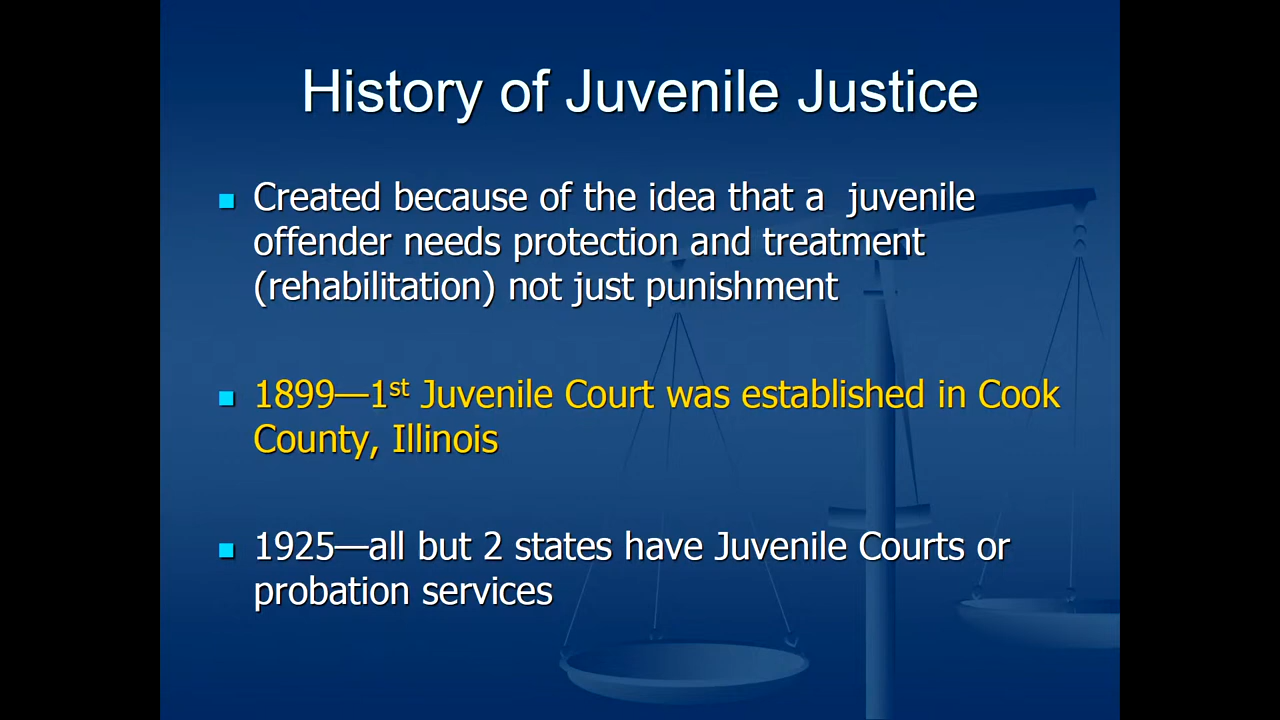 History of Juvenile Justice
Created because of the idea that a  juvenile
offender needs protection and treatment
(rehabilitation) not just punishment
1899—1st Juvenile Court was established in Cook
County, Illinois
1925—all but 2 states have Juvenile Courts or
probation services